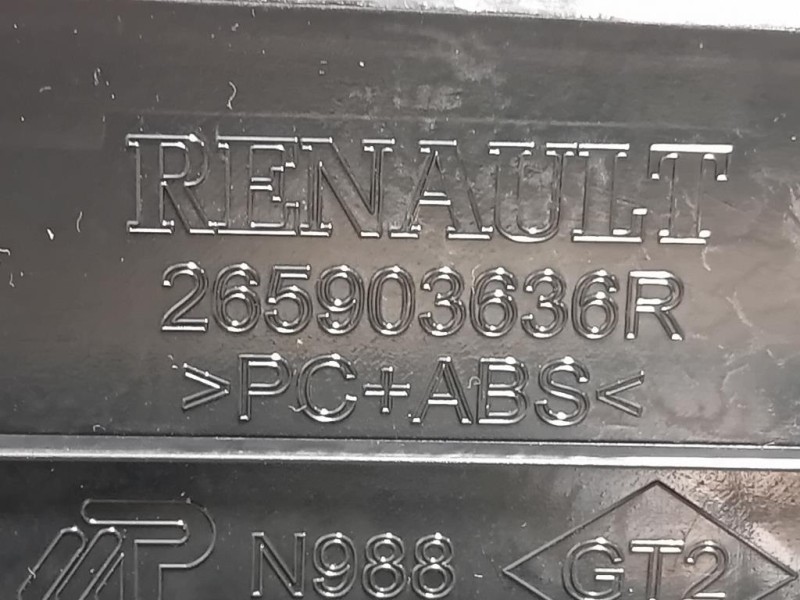 RENAULT
265903636R
>PC+ABS<
N988 GT2